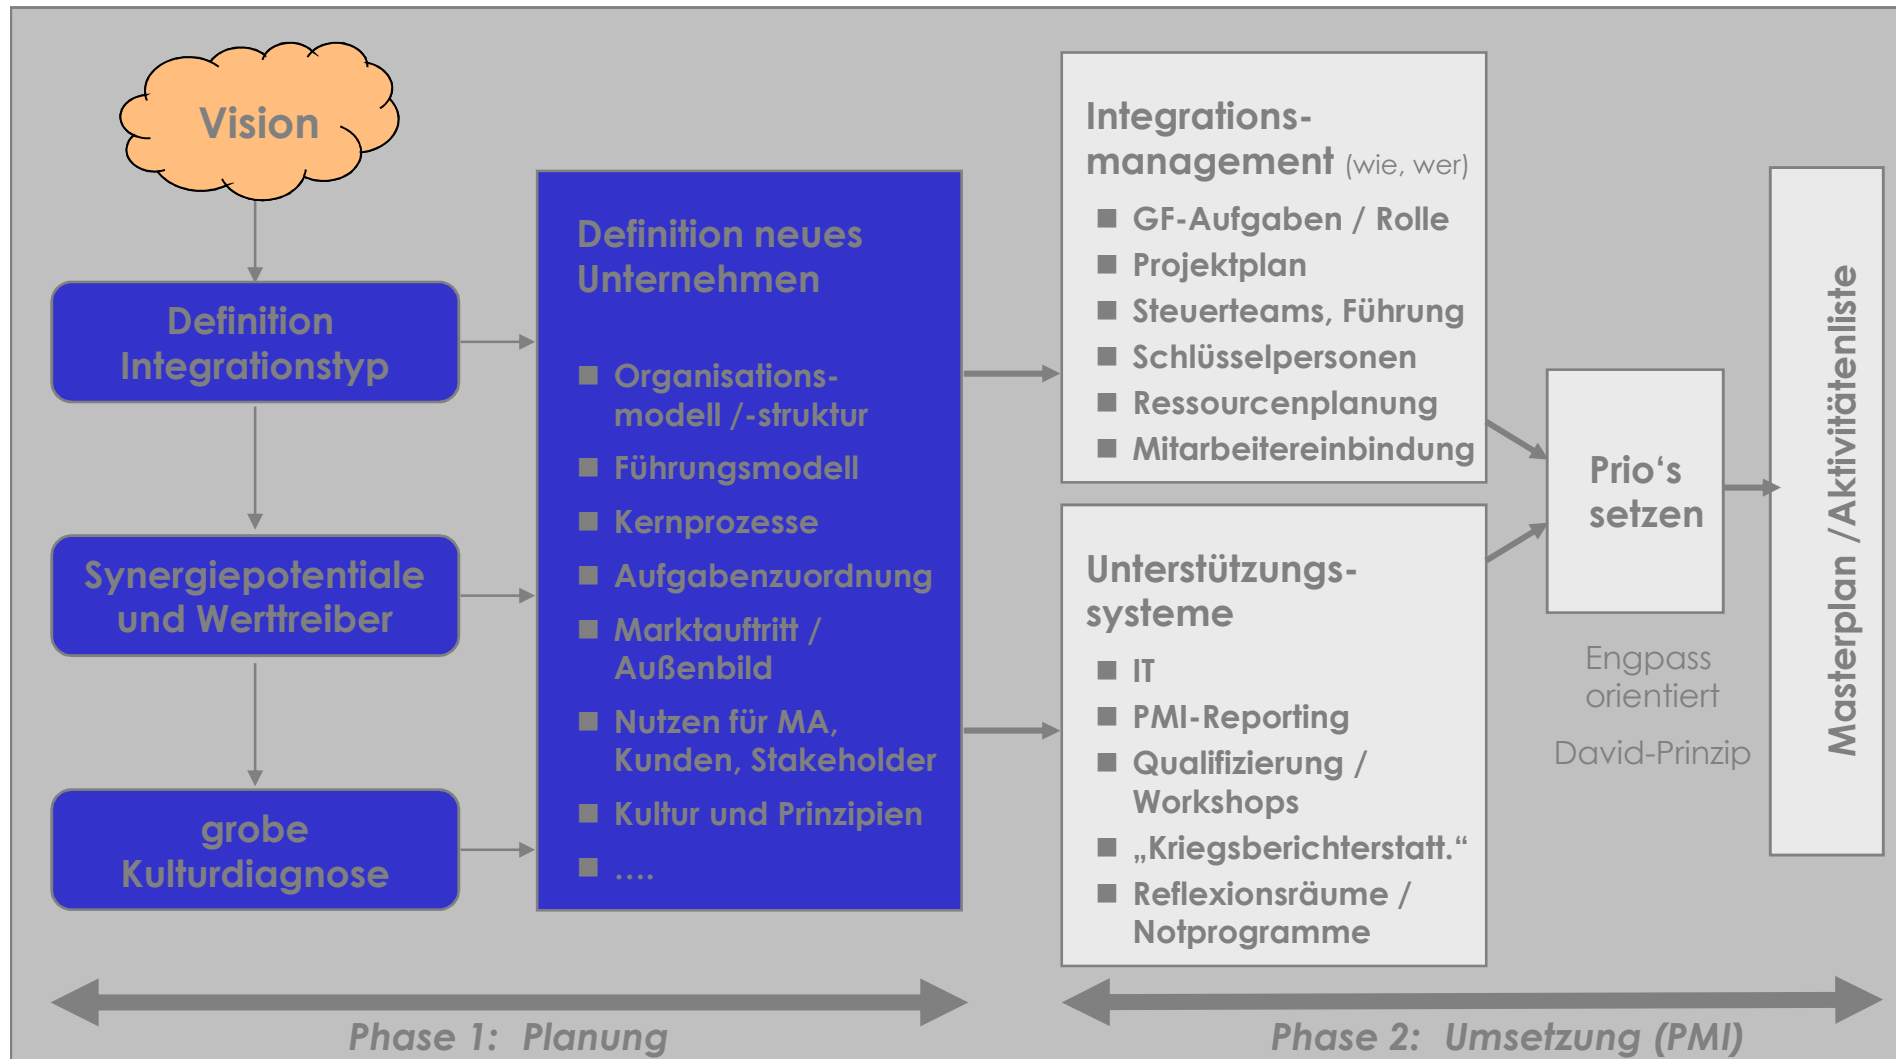 Vision
Definition
Integrationstyp
Synergiepotentiale
und Werttreiber
grobe
Kulturdiagnose
Definition neues
Unternehmen
Organisations-
modell /-struktur
Führungsmodell
Kernprozesse
Aufgabenzuordnung
Marktauftritt /
Außenbild
Nutzen für MA,
Kunden, Stakeholder
Kultur und Prinzipien
....
Integrations-
management (wie, wer)
GF-Aufgaben / Rolle
Projektplan
Steuerteams, Führung
Schlüsselpersonen
Ressourcenplanung
Mitarbeitereinbindung
Unterstützungs-
systeme
IT
PMI-Reporting
Qualifizierung /
Workshops
„Kriegsberichterstatt.“
Reflexionsräume /
Notprogramme
Prio‘s
setzen
Engpass
orientiert
David-Prinzip
Masterplan /Aktivitätenliste
Phase 1: Planung
Phase 2: Umsetzung (PMI)